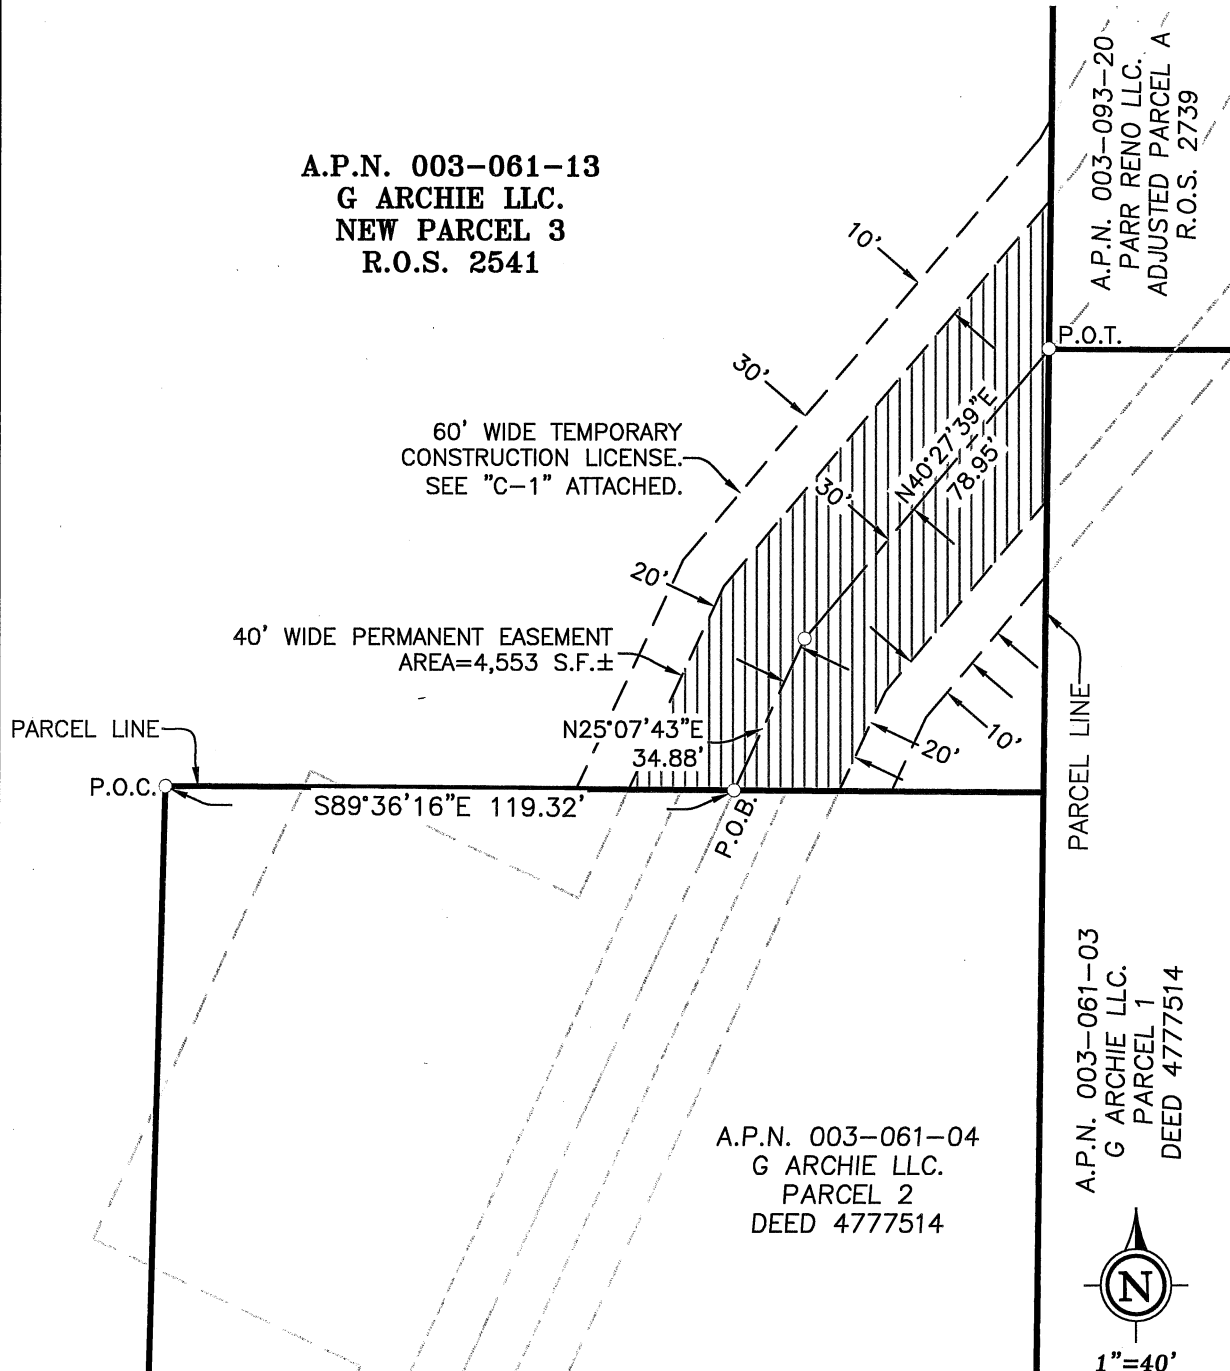 A.P.N. 003-093-20
PARR RENO LLC.
ADJUSTED PARCEL A
R.O.S. 2739
A.P.N. 003-061-13
G ARCHIE LLC.
NEW PARCEL 3
R.O.S. 2541
10'
30'
P.O.T.
60' WIDE TEMPORARY
CONSTRUCTION LICENSE.
SEE "C-1" ATTACHED.
N40°27'39"E
78.95'
30'
20'
40' WIDE PERMANENT EASEMENT
AREA=4,553 S.F.±
PARCEL LINE
N25°07'43"E
34.88'
20'
10'
PARCEL LINE
P.O.C.
S89°36'16"E 119.32'
P.O.B.
A.P.N. 003-061-03
G ARCHIE LLC.
PARCEL 1
DEED 4777514
A.P.N. 003-061-04
G ARCHIE LLC.
PARCEL 2
DEED 4777514
N
1"=40'